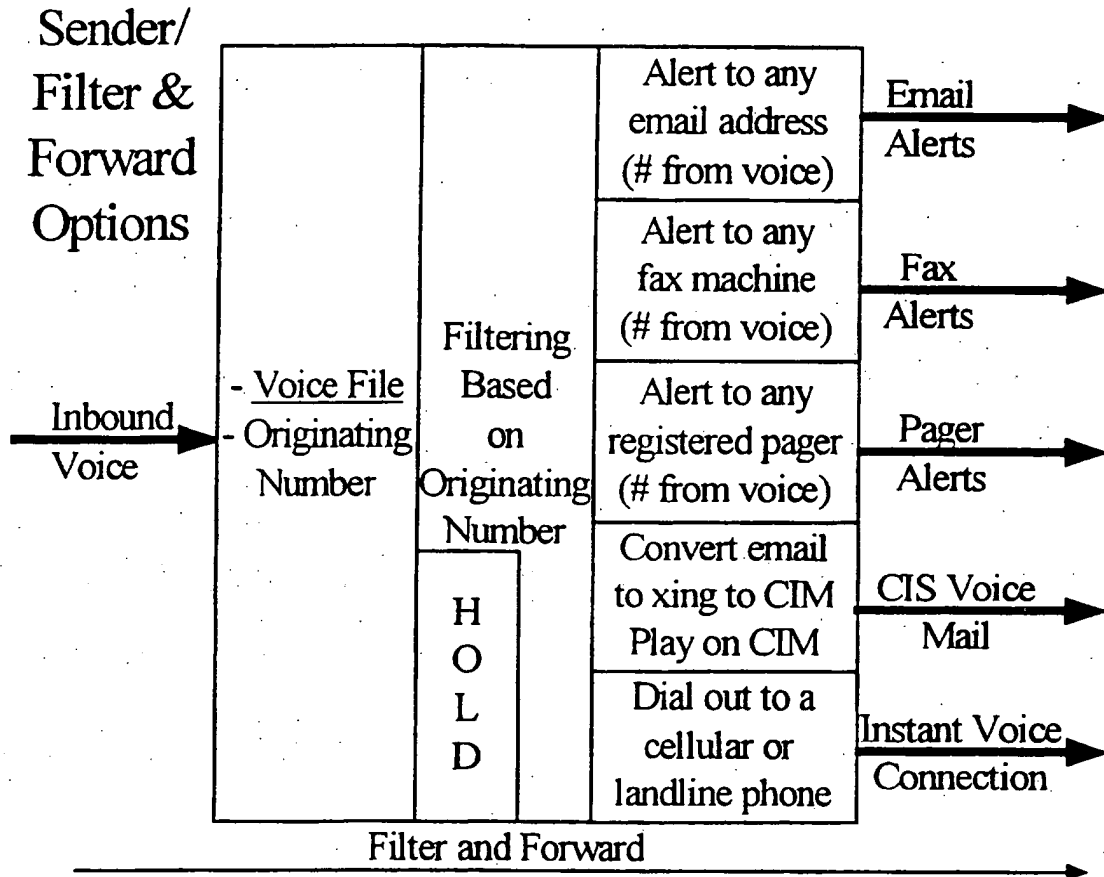 Sender/
Filter &
Forward
Options
Inbound
Voice
- Voice File
- Originating
Number
Filtering
Based
on
Originating
Number
H
O
L
D
Alert to any
email address
(# from voice)
Alert to any
fax machine
(# from voice)
Alert to any
registered pager
(# from voice)
Convert email
to xing to CIM
Play on CIM
Dial out to a
cellular or
landline phone
Email
Alerts
Fax
Alerts
Pager
Alerts
CIS Voice
Mail
Instant Voice
Connection
Filter and Forward